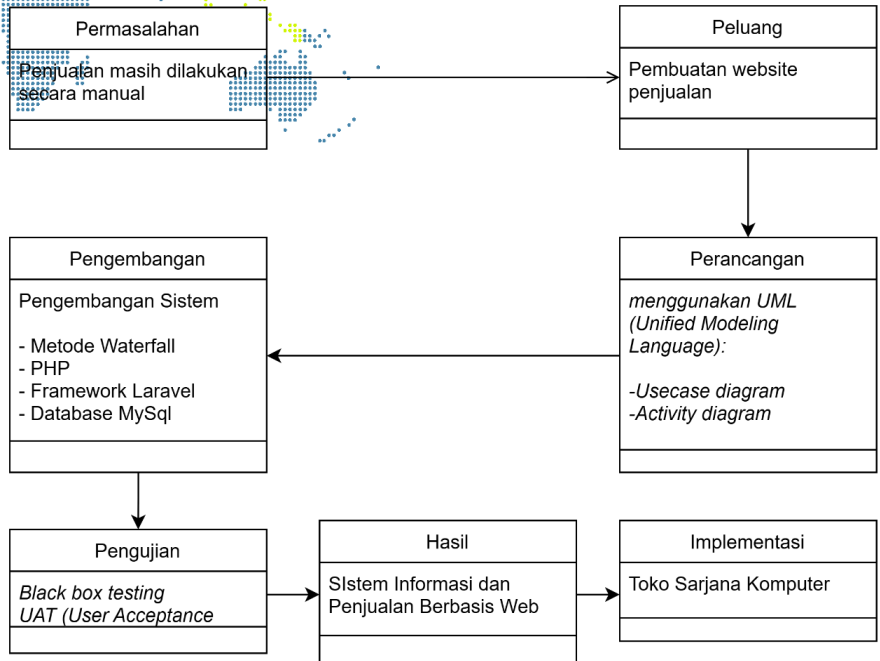 Permasalahan
Penjualan masih dilakukan
secara manual
Peluang
Pembuatan website
penjualan
Perancangan
menggunakan UML
(Unified Modeling
Language):
-Usecase diagram
-Activity diagram
Pengembangan
Pengembangan Sistem
- Metode Waterfall
- PHP
- Framework Laravel
- Database MySql
Pengujian
Black box testing
UAT (User Acceptance
Hasil
SIstem Informasi dan
Penjualan Berbasis Web
Implementasi
Toko Sarjana Komputer